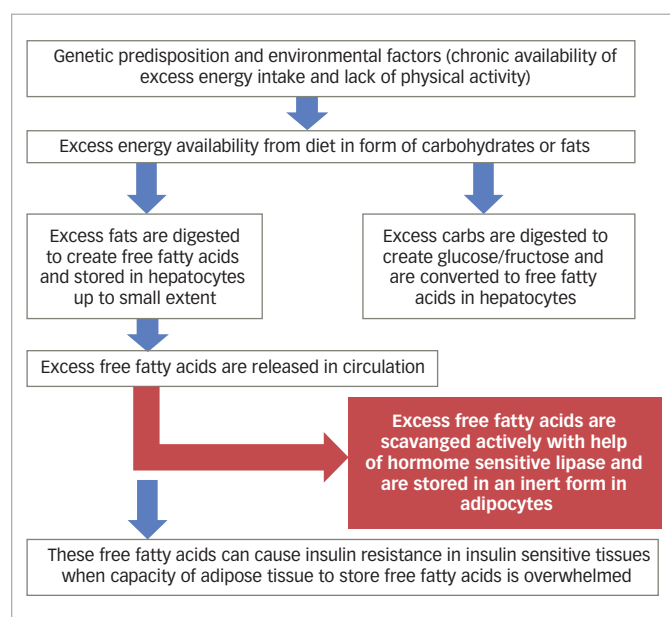 Genetic predisposition and environmental factors (chronic availability of
excess energy intake and lack of physical activity)
Excess energy availability from diet in form of carbohydrates or fats
Excess fats are digested
to create free fatty acids
and stored in hepatocytes
up to small extent
Excess carbs are digested to
create glucose/fructose and
are converted to free fatty
acids in hepatocytes
Excess free fatty acids are released in circulation
Excess free fatty acids are
scavanged actively with help
of hormome sensitive lipase and
are stored in an inert form in
adipocytes
These free fatty acids can cause insulin resistance in insulin sensitive tissues
when capacity of adipose tissue to store free fatty acids is overwhelmed